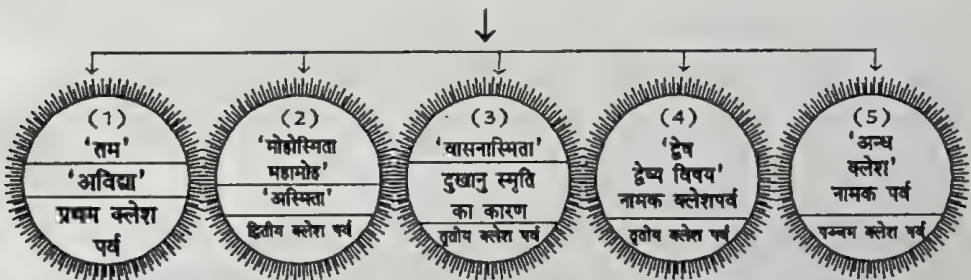 (1)
'तम'
'अविद्या'
प्रथम क्लेश
पर्व
(2)
'मोहोस्मिता
महामोह'
'अस्मिता'
द्वितीय क्लेश पर्व
(3)
'वासनास्मिता'
दुखानु स्मृति
का कारण
तृतीय क्लेश पर्व
(4)
'द्वेष
द्वेष्य विषय'
नामक क्लेशपर्व
तृतीय क्लेश पर्व
(5)
'अन्ध
क्लेश'
नामक पर्व
पञ्चम क्लेश पर्व